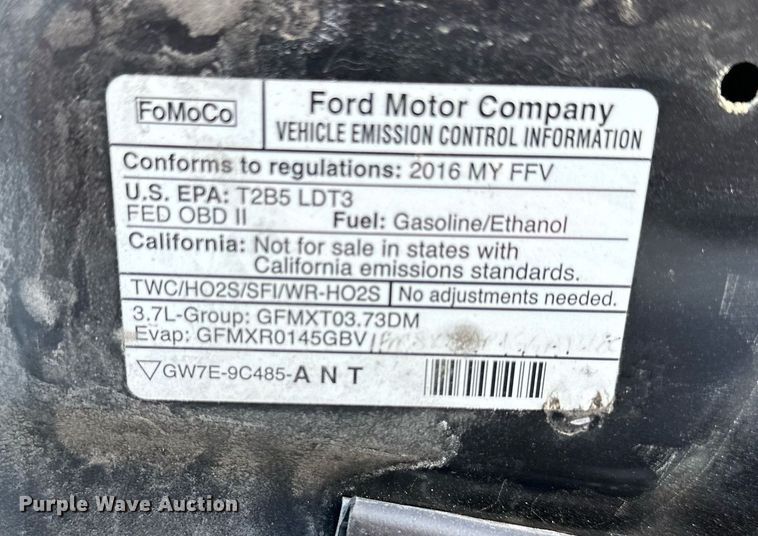 FoMoCo
Ford Motor Company
VEHICLE EMISSION CONTROL INFORMATION
Conforms to regulations: 2016 MY FFV
U.S. EPA: T2B5 LDT3
FED OBD II Fuel: Gasoline/Ethanol
California: Not for sale in states with
California emissions standards.
TWC/HO2S/SFI/WR-HO2S No adjustments needed.
3.7L-Group: GFMXT03.73DM
Evap: GFMXR0145GBV
GW7E-9C485-ANT
Purple Wave Auction